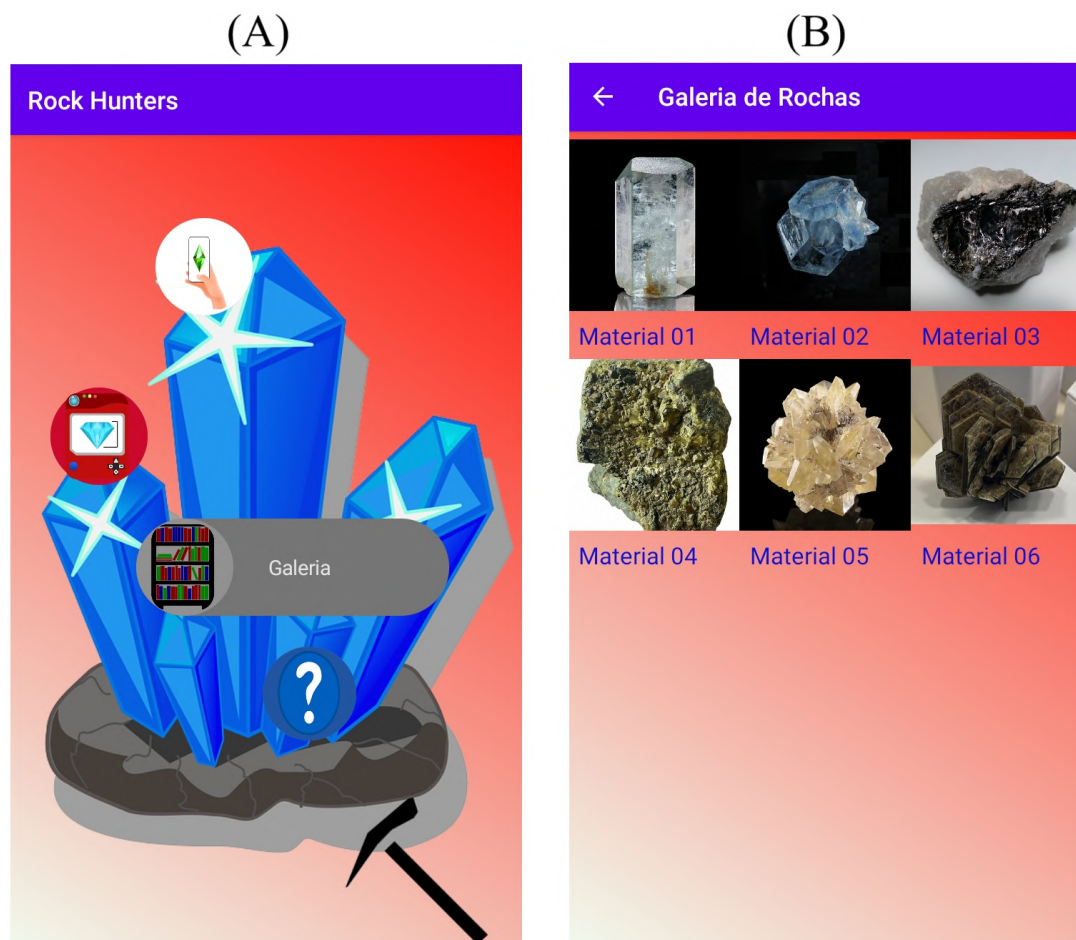 (A)
(B)
Rock Hunters
Galeria
?
Galeria de Rochas
Material 01
Material 02
Material 03
Material 04
Material 05
Material 06